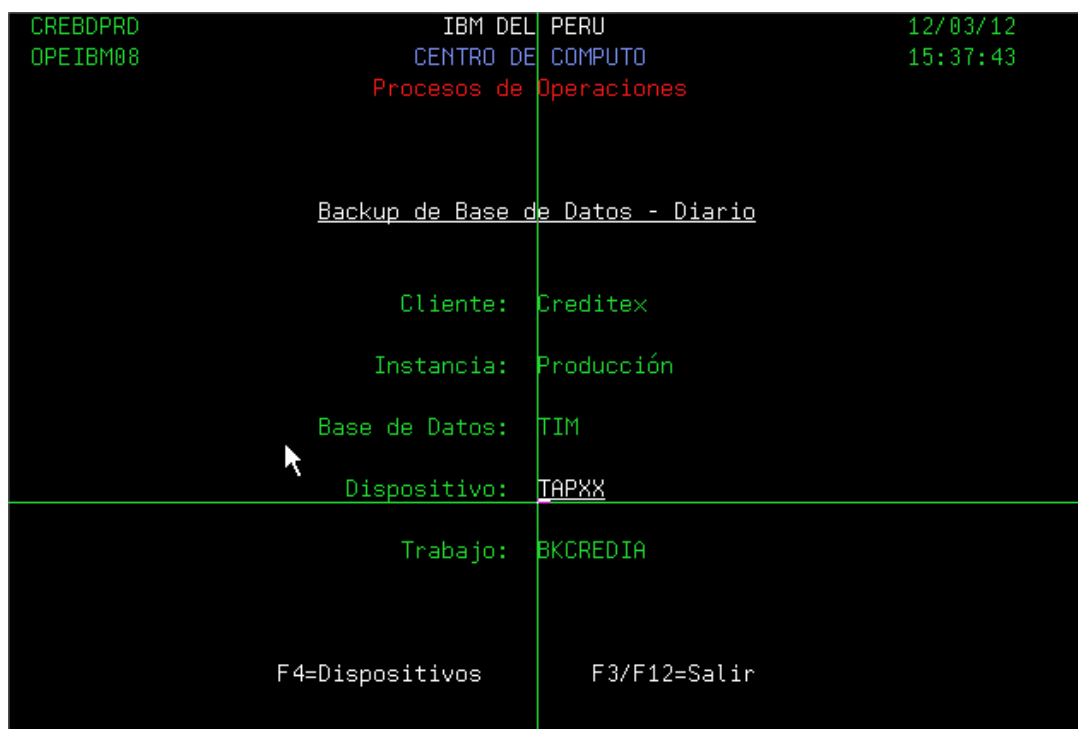 CREBDPRD IBM DEL PERU 12/03/12
OPEIBM08 CENTRO DE COMPUTO 15:37:43
Procesos de Operaciones
Backup de Base de Datos - Diario
Cliente: Creditex
Instancia: Producción
Base de Datos: TIM
Dispositivo: TAPXX
Trabajo: BKCREDIA
F4=Dispositivos F3/F12=Salir